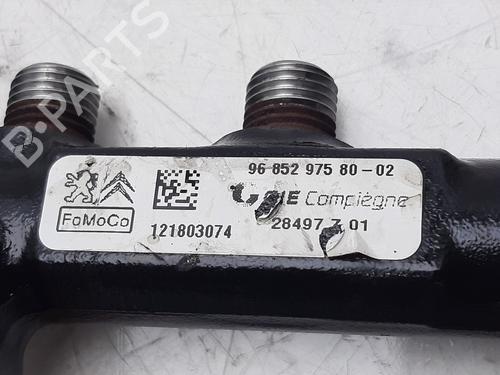 B-PARTS
96 852 975 80-02
Compiègne
FoMoCo
121803074
28497 01